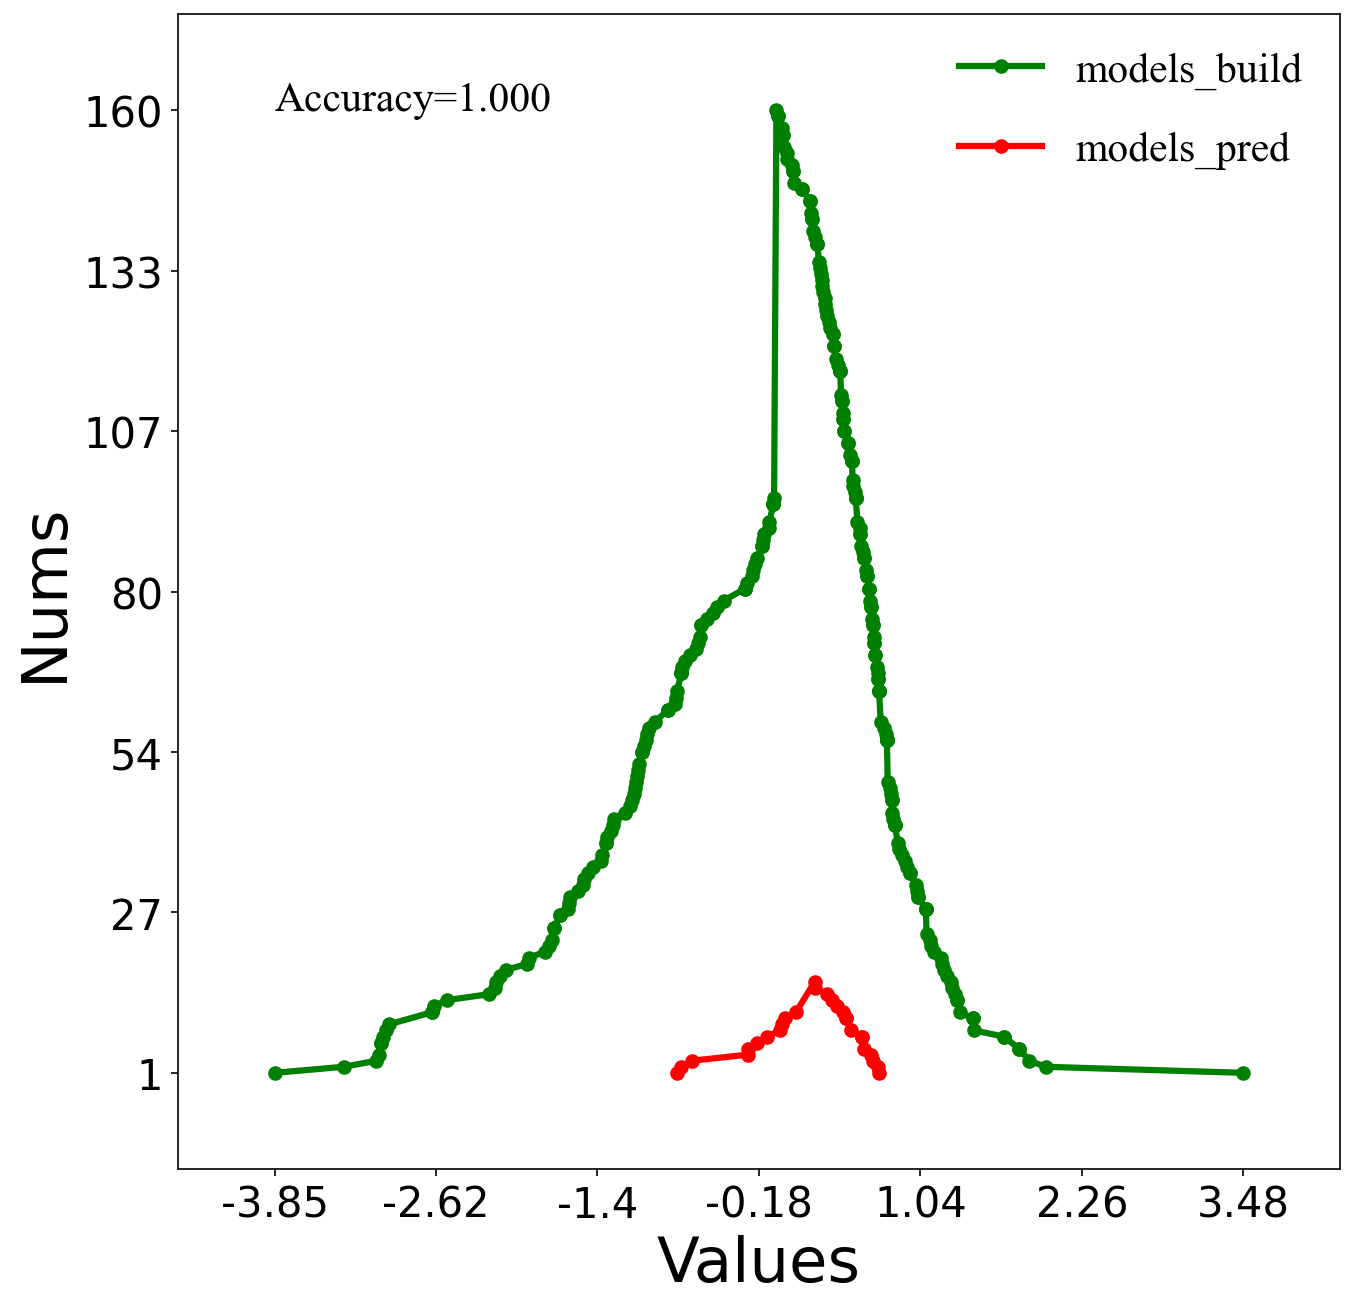 Accuracy=1.000
models_build
models_pred
160
133
107
80
54
27
1
Nums
-3.85 -2.62 -1.4 -0.18 1.04 2.26 3.48
Values